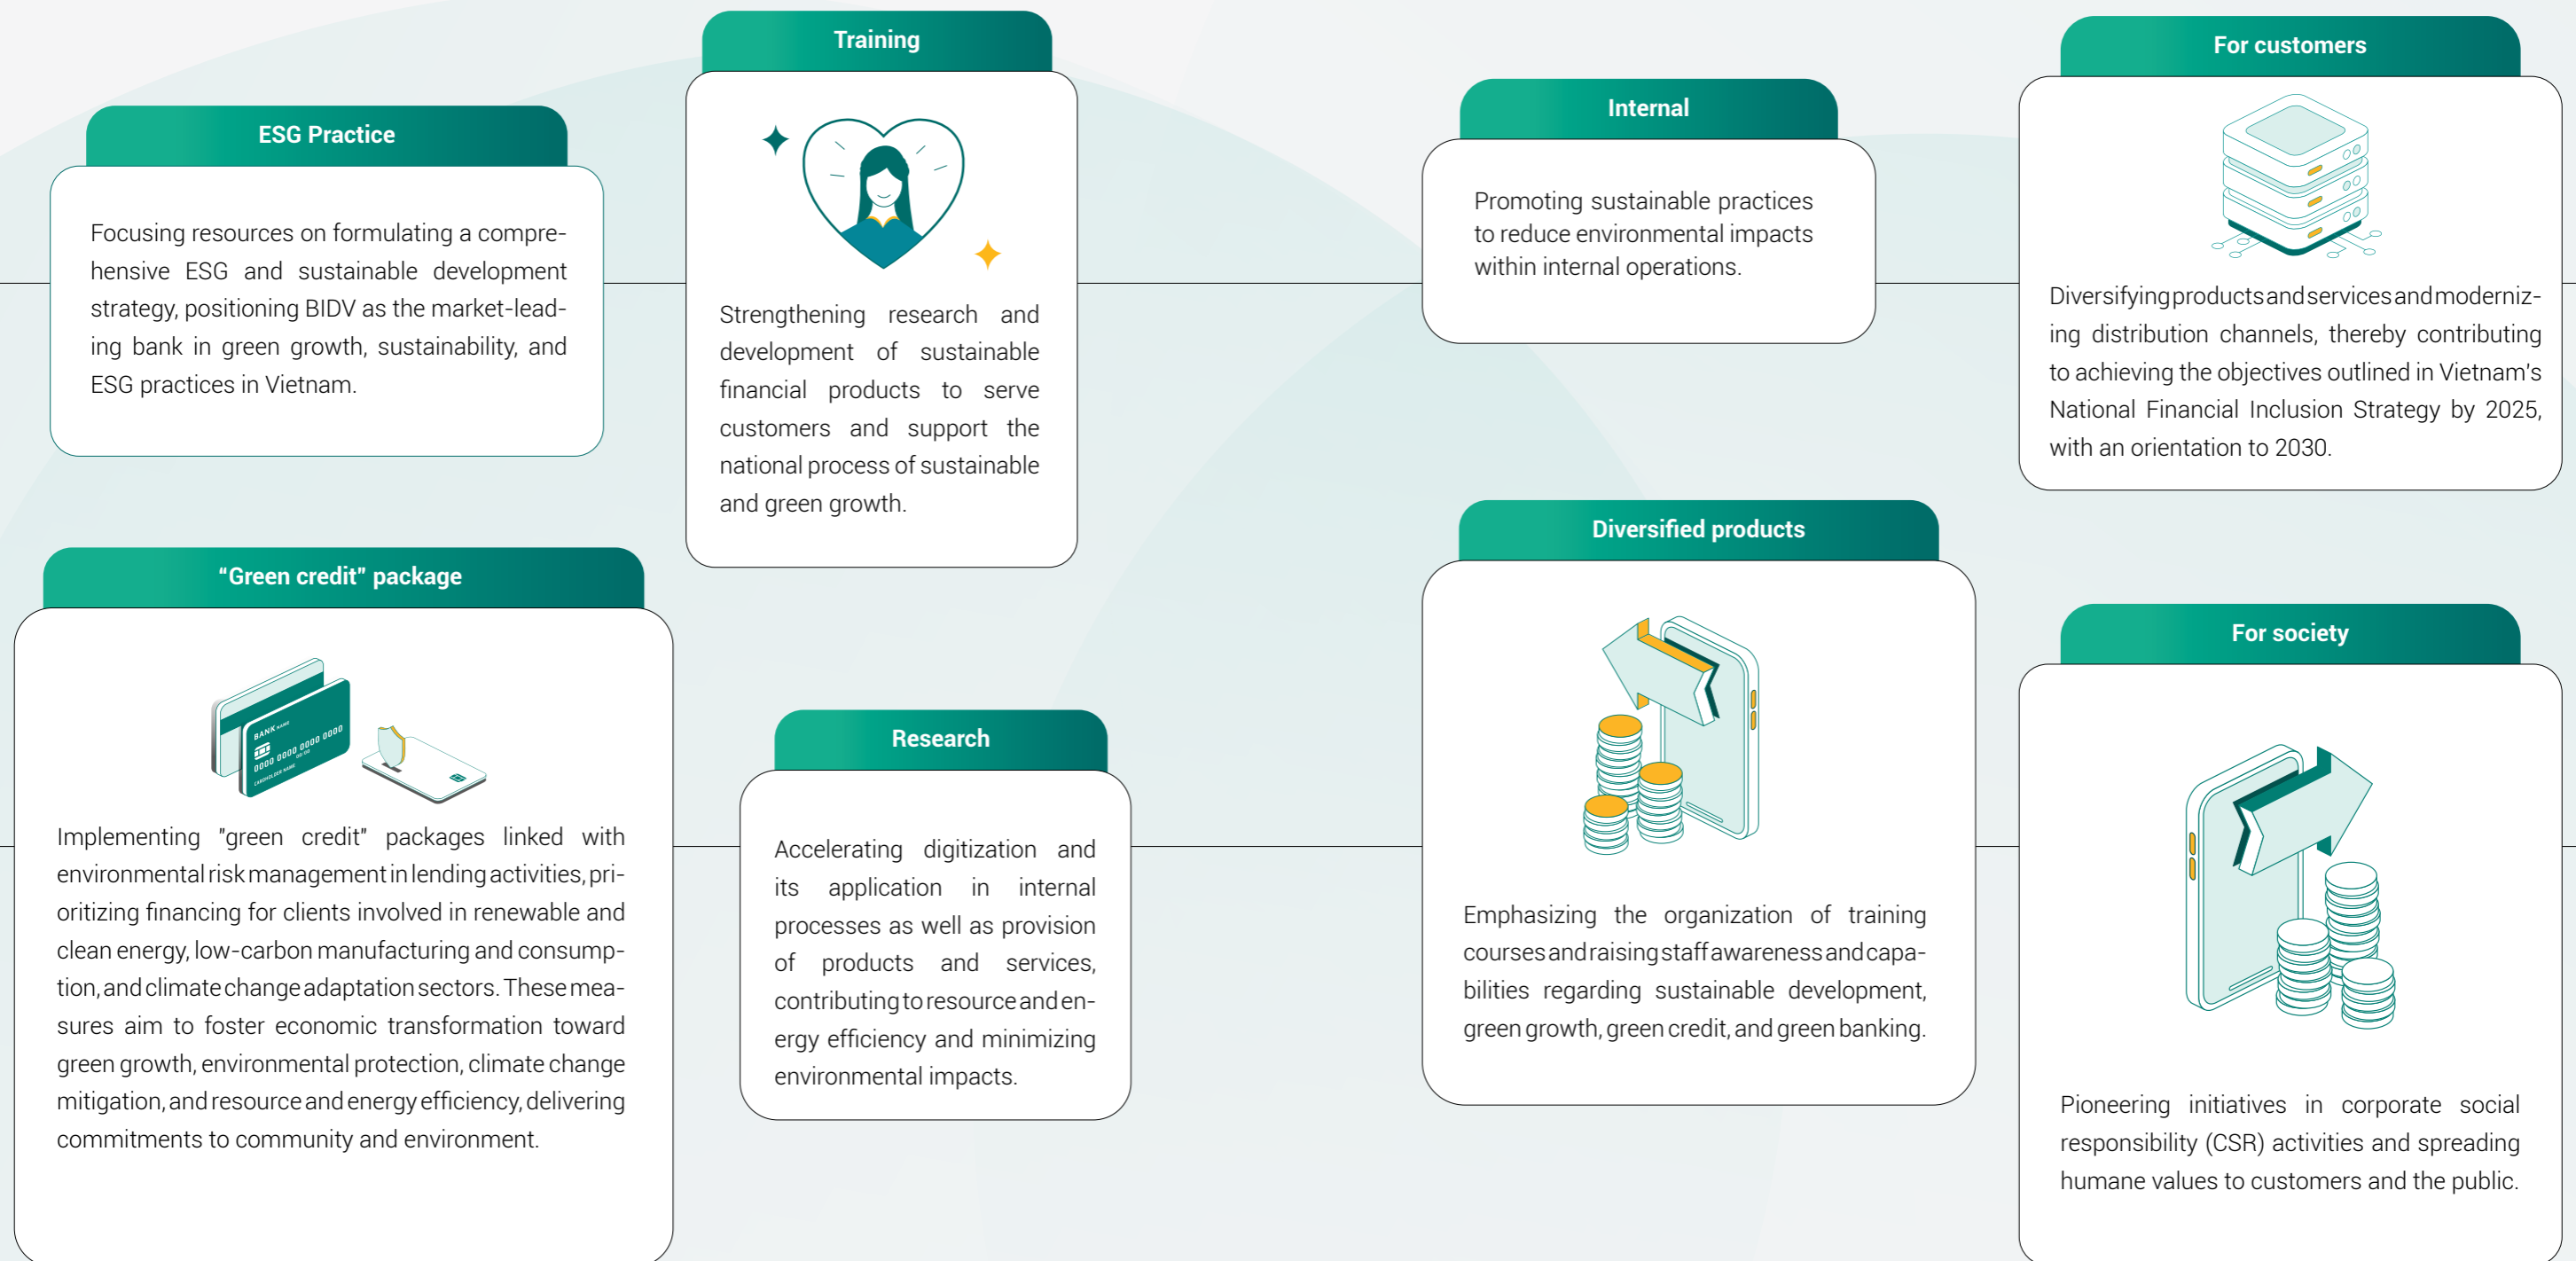 ESG Practice
Focusing resources on formulating a compre-
hensive ESG and sustainable development
strategy, positioning BIDV as the market-lead-
ing bank in green growth, sustainability, and
ESG practices in Vietnam.
Training
Strengthening research and
development of sustainable
financial products to serve
customers and support the
national process of sustainable
and green growth.
Internal
Promoting sustainable practices
to reduce environmental impacts
within internal operations.
For customers
Diversifying products and services and moderniz-
ing distribution channels, thereby contributing
to achieving the objectives outlined in Vietnam's
National Financial Inclusion Strategy by 2025,
with an orientation to 2030.
“Green credit” package
BANK NAME
0000 0000 0000 0000
00/00
CARDHOLDER NAME
Implementing "green credit" packages linked with
environmental risk management in lending activities, pri-
oritizing financing for clients involved in renewable and
clean energy, low-carbon manufacturing and consump-
tion, and climate change adaptation sectors. These mea-
sures aim to foster economic transformation toward
green growth, environmental protection, climate change
mitigation, and resource and energy efficiency, delivering
commitments to community and environment.
Research
Accelerating digitization and
its application in internal
processes as well as provision
of products and services,
contributing to resource and en-
ergy efficiency and minimizing
environmental impacts.
Diversified products
Emphasizing the organization of training
courses and raising staff awareness and capa-
bilities regarding sustainable development,
green growth, green credit, and green banking.
For society
Pioneering initiatives in corporate social
responsibility (CSR) activities and spreading
humane values to customers and the public.